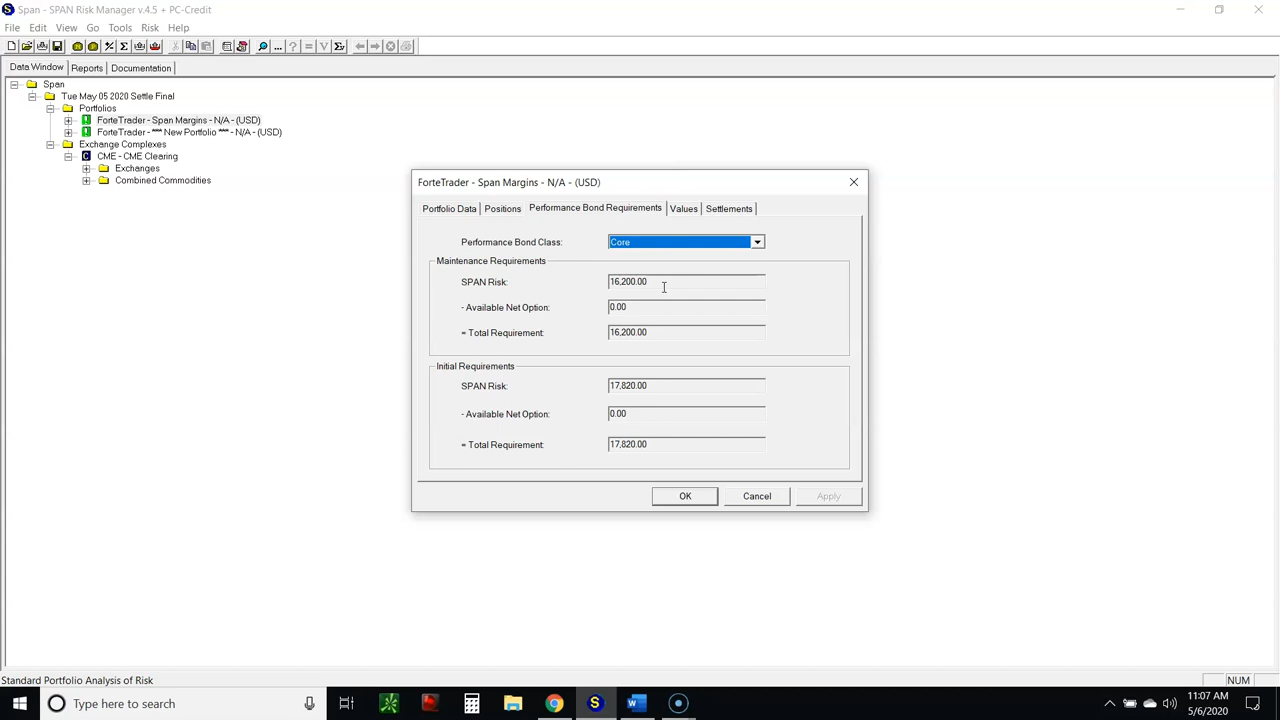 Span - SPAN Risk Manager v.4.5 + PC-Credit
File Edit View Go Tools Risk Help
Data Window Reports Documentation
Span
Tue May 05 2020 Settle Final
Portfolios
ForteTrader - Span Margins - N/A - (USD)
ForteTrader - *** New Portfolio *** - N/A - (USD)
Exchange Complexes
CME - CME Clearing
Exchanges
Combined Commodities
ForteTrader - Span Margins - N/A - (USD)
Portfolio Data Positions Performance Bond Requirements Values Settlements
Performance Bond Class: Core
Maintenance Requirements
SPAN Risk: 16,200.00
- Available Net Option: 0.00
= Total Requirement: 16,200.00
Initial Requirements
SPAN Risk: 17,820.00
- Available Net Option: 0.00
= Total Requirement: 17,820.00
OK Cancel Apply
Standard Portfolio Analysis of Risk NUM
Type here to search
11:07 AM
5/6/2020